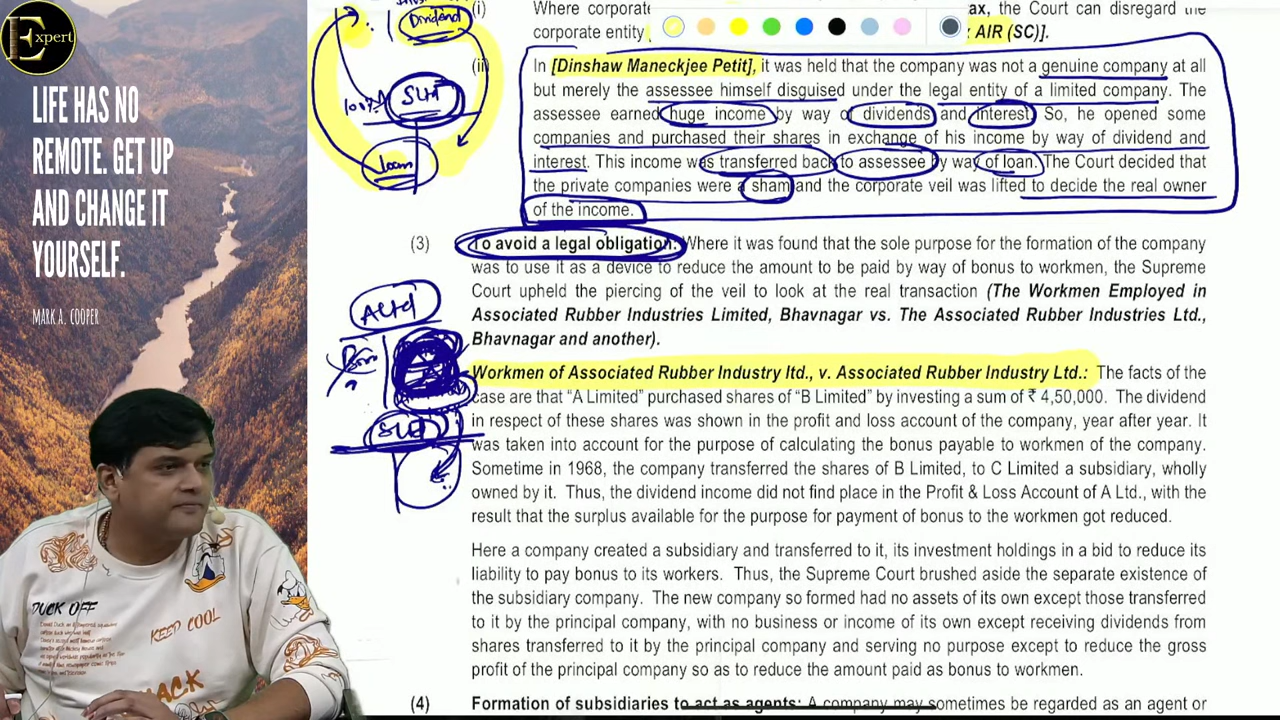 Expert
LIFE HAS NO
REMOTE. GET UP
AND CHANGE IT
YOURSELF.
MARK A. COOPER
DUCK OFF
KEEP COOL
Dividend
100%
SLtd
loan
ALtd
SLtd
(i) Where corporate
ax, the Court can disregard the
corporate entity
AIR (SC)].
(ii) In [Dinshaw Maneckjee Petit], it was held that the company was not a genuine company at all
but merely the assessee himself disguised under the legal entity of a limited company. The
assessee earned huge income by way of dividends and interest. So, he opened some
companies and purchased their shares in exchange of his income by way of dividend and
interest. This income was transferred back to assessee by way of loan. The Court decided that
the private companies were a sham and the corporate veil was lifted to decide the real owner
of the income.
(3) To avoid a legal obligation: Where it was found that the sole purpose for the formation of the company
was to use it as a device to reduce the amount to be paid by way of bonus to workmen, the Supreme
Court upheld the piercing of the veil to look at the real transaction (The Workmen Employed in
Associated Rubber Industries Limited, Bhavnagar vs. The Associated Rubber Industries Ltd.,
Bhavnagar and another).
Workmen of Associated Rubber Industry ltd., v. Associated Rubber Industry Ltd.: The facts of the
case are that “A Limited” purchased shares of “B Limited” by investing a sum of ₹ 4,50,000. The dividend
in respect of these shares was shown in the profit and loss account of the company, year after year. It
was taken into account for the purpose of calculating the bonus payable to workmen of the company.
Sometime in 1968, the company transferred the shares of B Limited, to C Limited a subsidiary, wholly
owned by it. Thus, the dividend income did not find place in the Profit & Loss Account of A Ltd., with the
result that the surplus available for the purpose for payment of bonus to the workmen got reduced.
Here a company created a subsidiary and transferred to it, its investment holdings in a bid to reduce its
liability to pay bonus to its workers. Thus, the Supreme Court brushed aside the separate existence of
the subsidiary company. The new company so formed had no assets of its own except those transferred
to it by the principal company, with no business or income of its own except receiving dividends from
shares transferred to it by the principal company and serving no purpose except to reduce the gross
profit of the principal company so as to reduce the amount paid as bonus to workmen.
(4) Formation of subsidiaries to act as agents: A company may sometimes be regarded as an agent or